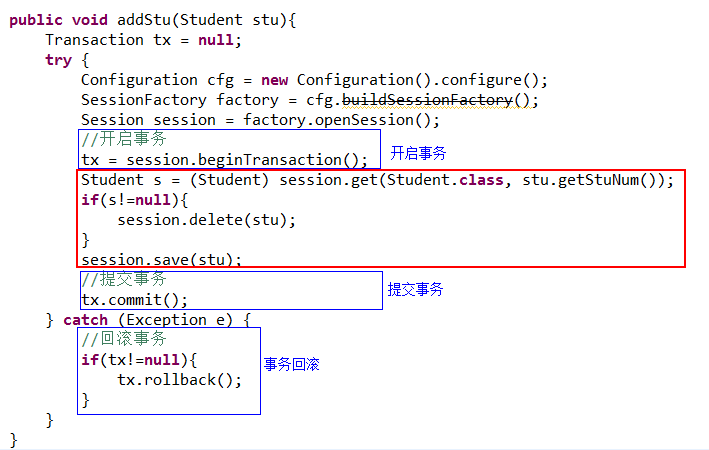 public void addStu(Student stu){
Transaction tx = null;
try {
Configuration cfg = new Configuration().configure();
SessionFactory factory = cfg.buildSessionFactory();
Session session = factory.openSession();
//开启事务
tx = session.beginTransaction();
开启事务
Student s = (Student) session.get(Student.class, stu.getStuNum());
if(s!=null){
session.delete(stu);
}
session.save(stu);
//提交事务
tx.commit();
提交事务
} catch (Exception e) {
//回滚事务
if(tx!=null){
事务回滚
tx.rollback();
}
}
}